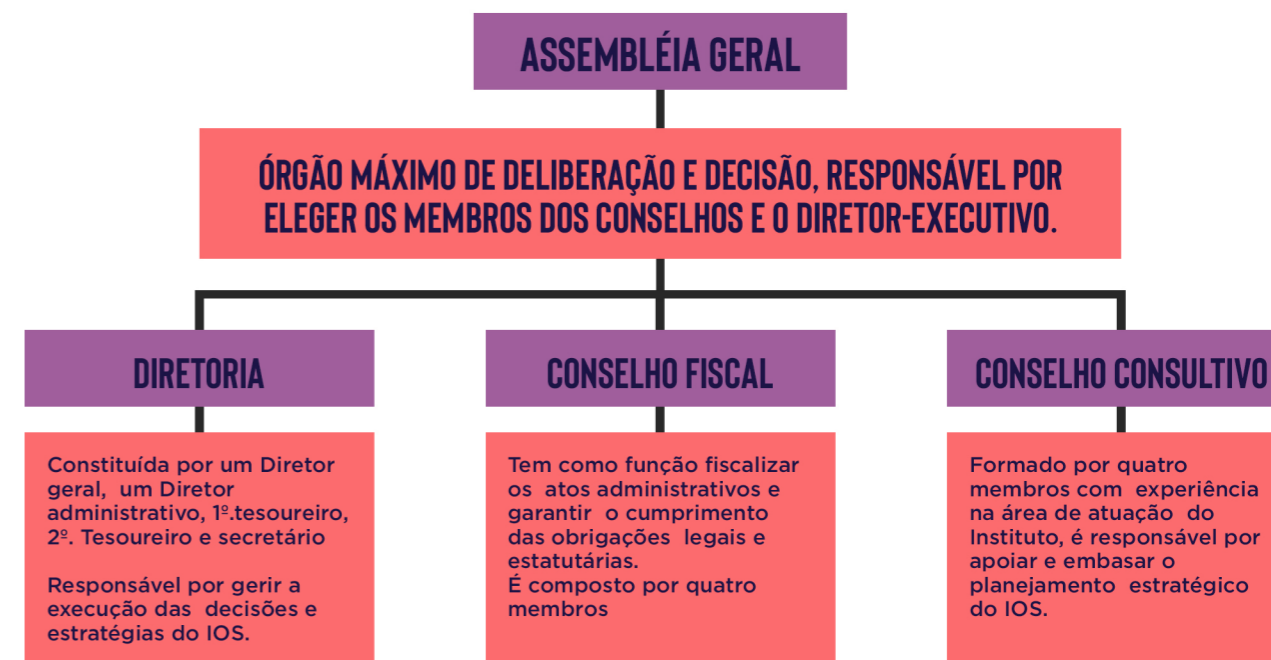 ASSEMBLÉIA GERAL
ÓRGÃO MÁXIMO DE DELIBERAÇÃO E DECISÃO, RESPONSÁVEL POR
ELEGER OS MEMBROS DOS CONSELHOS E O DIRETOR-EXECUTIVO.
DIRETORIA
Constituída por um Diretor
geral, um Diretor
administrativo, 1º.tesoureiro,
2º. Tesoureiro e secretário
Responsável por gerir a
execução das decisões e
estratégias do IOS.
CONSELHO FISCAL
Tem como função fiscalizar
os atos administrativos e
garantir o cumprimento
das obrigações legais e
estatutárias.
É composto por quatro
membros
CONSELHO CONSULTIVO
Formado por quatro
membros com experiência
na área de atuação do
Instituto, é responsável por
apoiar e embasar o
planejamento estratégico
do IOS.